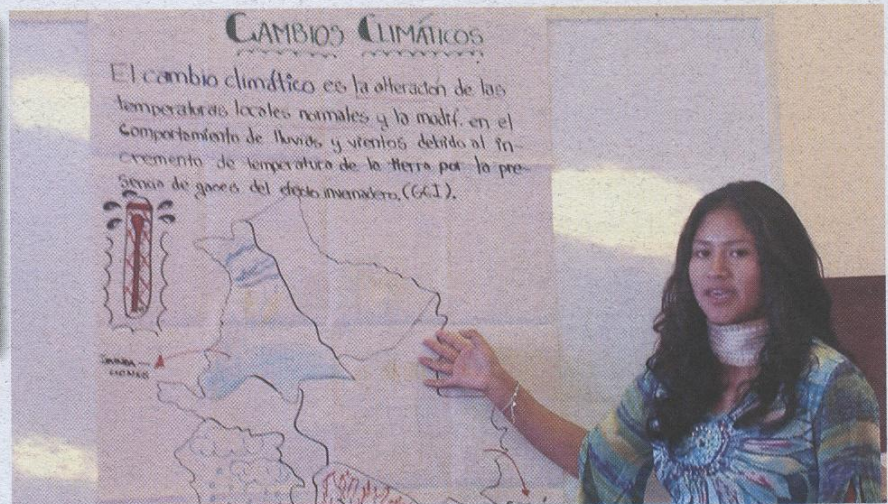 CAMBIOS CLIMÁTICOS
El cambio climático es la alteración de las
temperaturas locales normales y la modif. en el
comportamiento de lluvias y vientos debido al in-
cremento de temperatura de la tierra por la pre-
sencia de gases del efecto invernadero. (GEI).